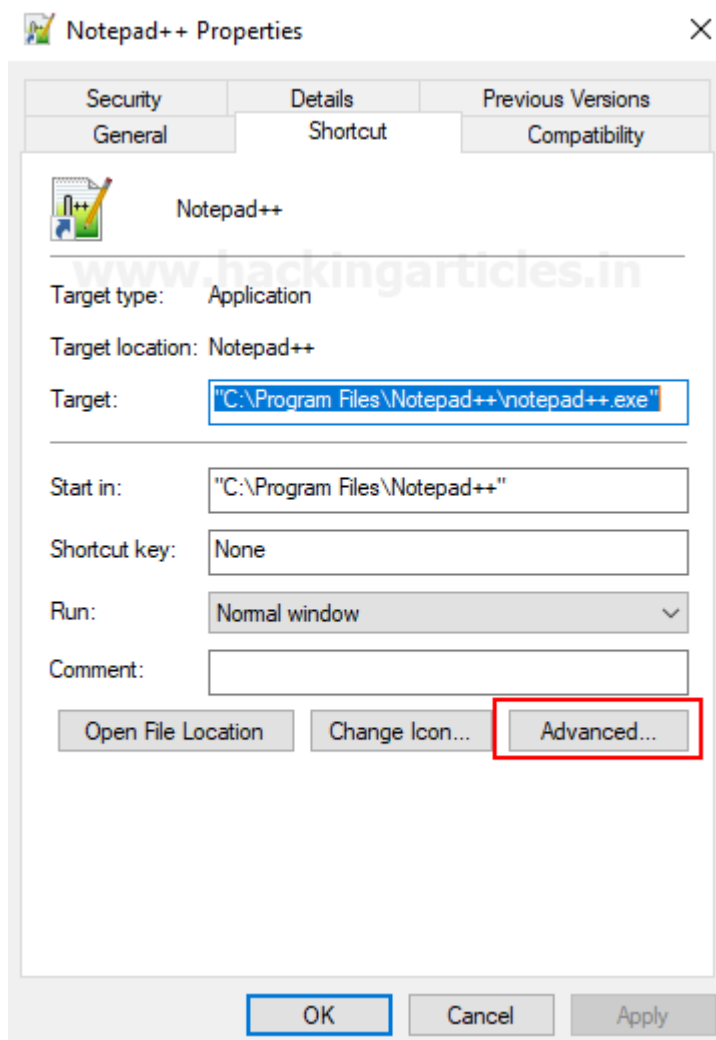 Notepad++ Properties
Security Details Previous Versions
General Shortcut Compatibility
Notepad++
www.hackingarticles.in
Target type: Application
Target location: Notepad++
Target: "C:\Program Files\Notepad++\notepad++.exe"
Start in: "C:\Program Files\Notepad++"
Shortcut key: None
Run: Normal window
Comment:
Open File Location Change Icon... Advanced...
OK Cancel Apply